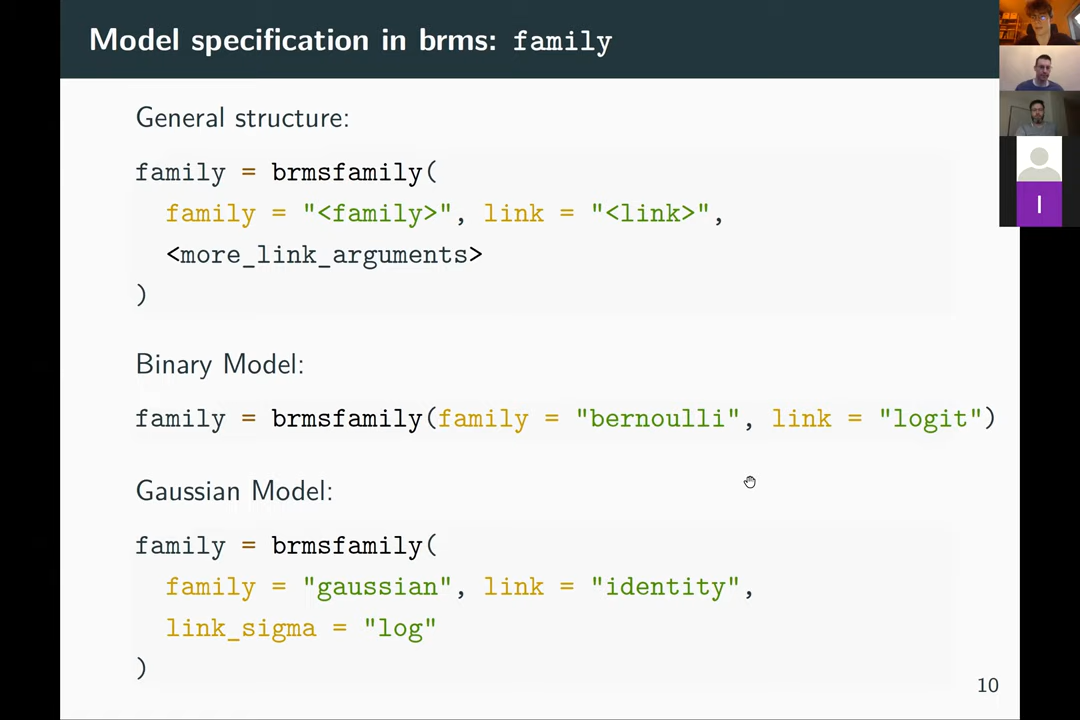 Model specification in brms: family
General structure:
family = brmsfamily(
family = "<family>", link = "<link>",
<more_link_arguments>
)
Binary Model:
family = brmsfamily(family = "bernoulli", link = "logit")
Gaussian Model:
family = brmsfamily(
family = "gaussian", link = "identity",
link_sigma = "log"
)
10
I